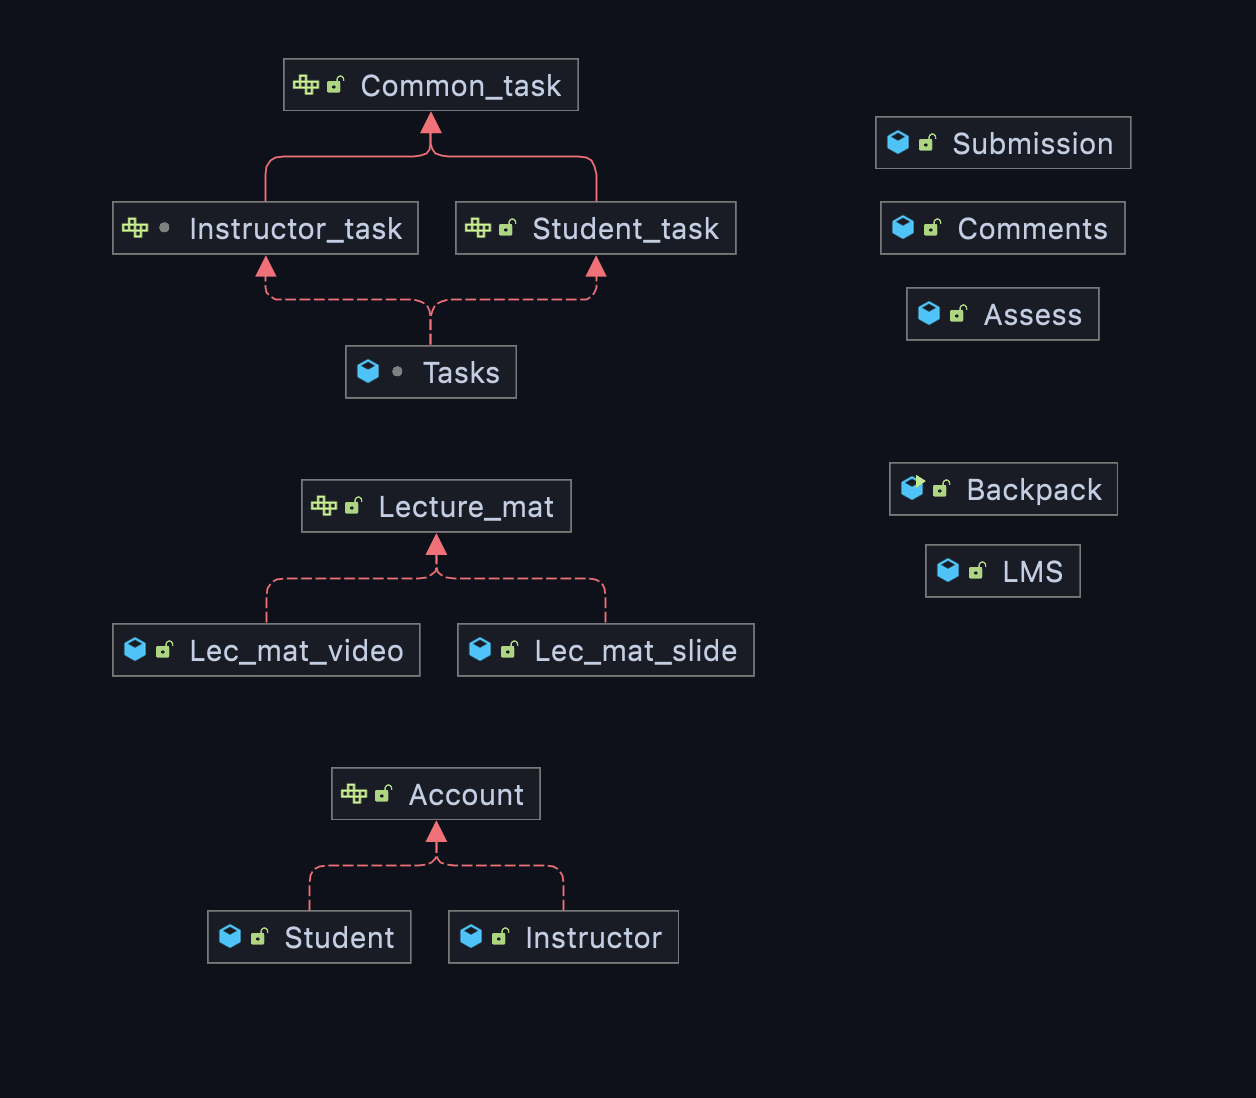 Common_task
Instructor_task
Student_task
Tasks
Lecture_mat
Lec_mat_video
Lec_mat_slide
Account
Student
Instructor
Submission
Comments
Assess
Backpack
LMS